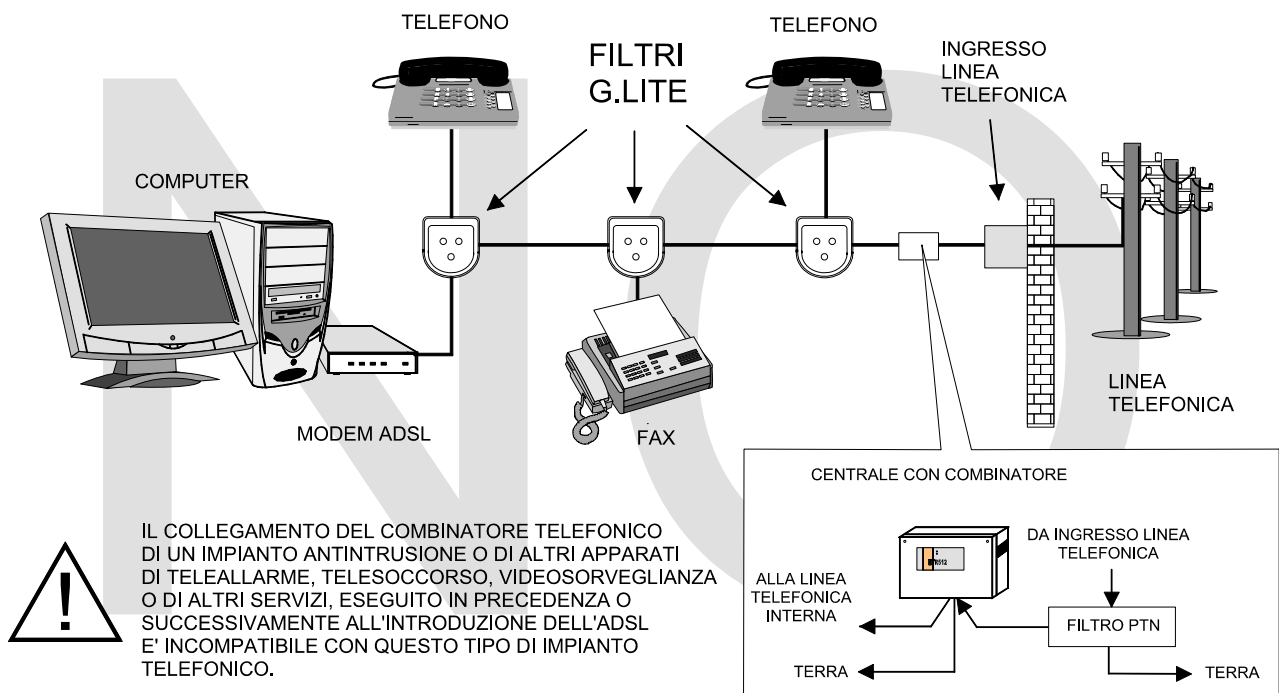 TELEFONO
FILTRI
G.LITE
TELEFONO
INGRESSO
LINEA
TELEFONICA
COMPUTER
MODEM ADSL
FAX
LINEA
TELEFONICA
NO
IL COLLEGAMENTO DEL COMBINATORE TELEFONICO
DI UN IMPIANTO ANTINTRUSIONE O DI ALTRI APPARATI
DI TELEALLARME, TELESOCCORSO, VIDEOSORVEGLIANZA
O DI ALTRI SERVIZI, ESEGUITO IN PRECEDENZA O
SUCCESSIVAMENTE ALL'INTRODUZIONE DELL'ADSL
E' INCOMPATIBILE CON QUESTO TIPO DI IMPIANTO
TELEFONICO.
!
CENTRALE CON COMBINATORE
DA INGRESSO LINEA
TELEFONICA
ALLA LINEA
TELEFONICA
INTERNA
FILTRO PTN
TERRA
TERRA